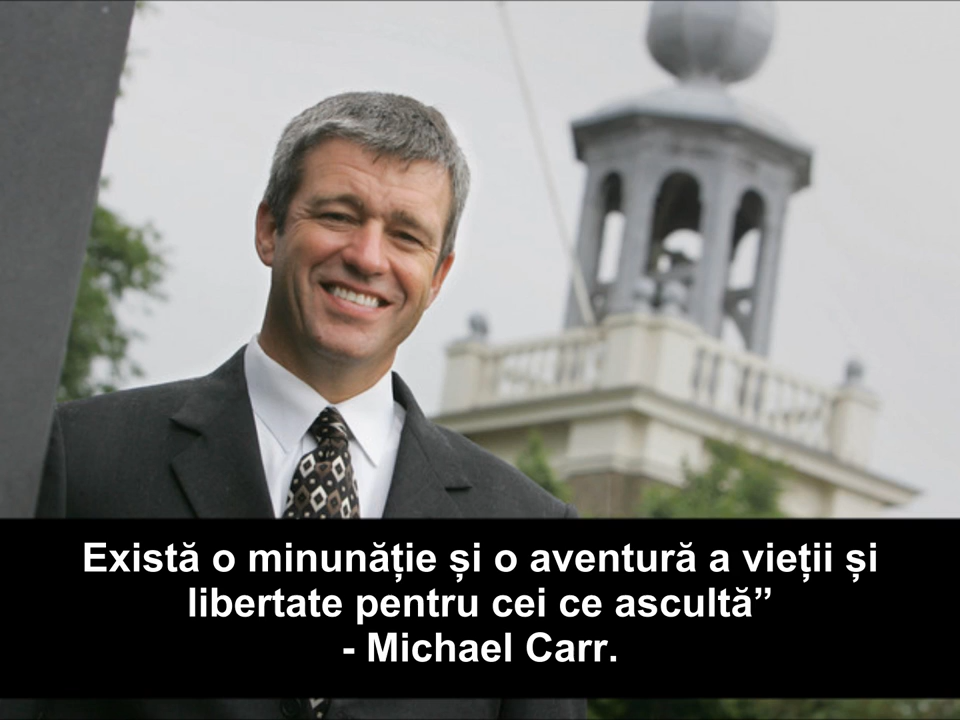 Există o minunăție și o aventură a vieții și
libertate pentru cei ce ascultă”
- Michael Carr.